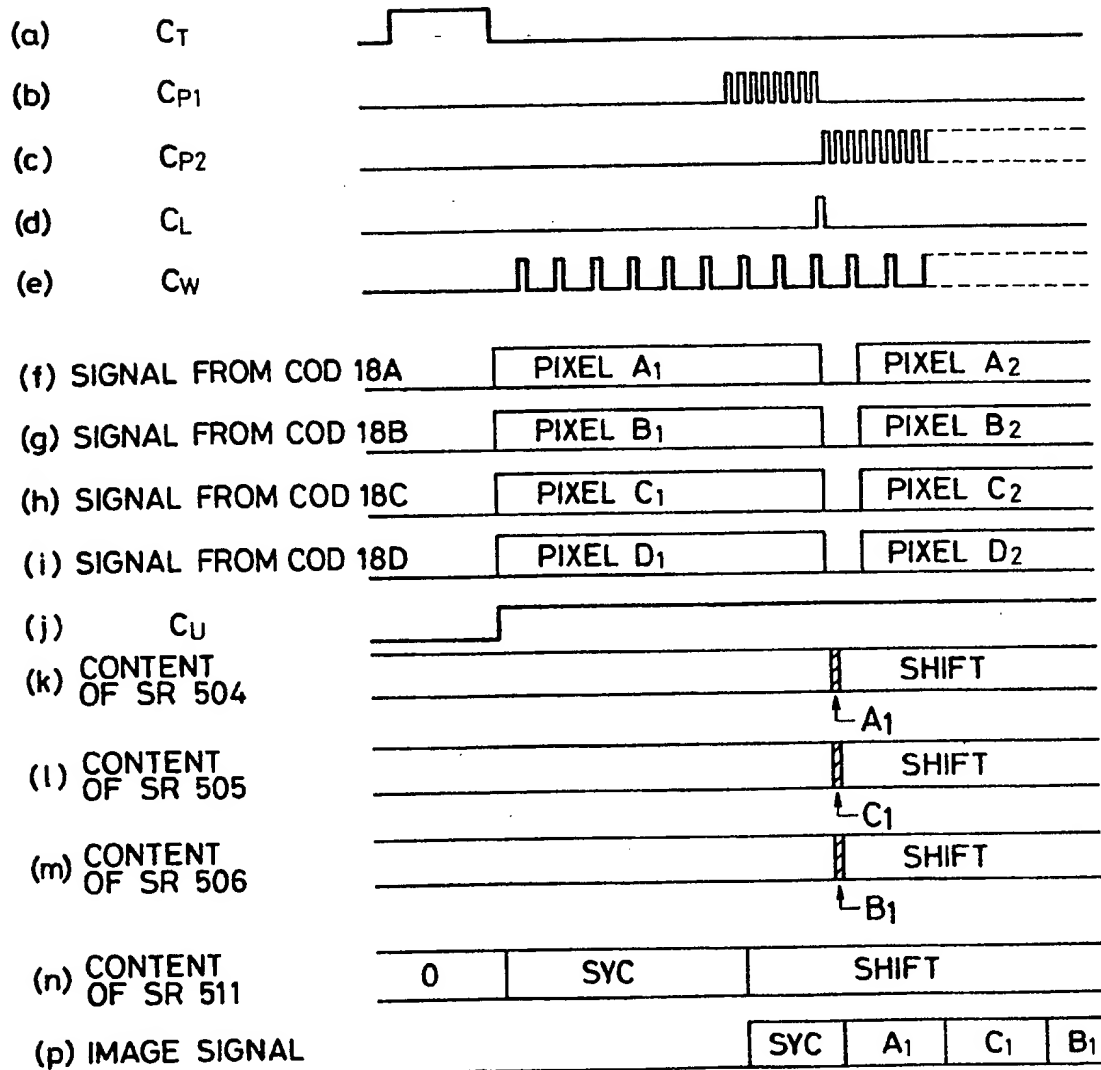 (a) CT
(b) CP1
(c) CP2
(d) CL
(e) CW
(f) SIGNAL FROM COD 18A PIXEL A1 PIXEL A2
(g) SIGNAL FROM COD 18B PIXEL B1 PIXEL B2
(h) SIGNAL FROM COD 18C PIXEL C1 PIXEL C2
(i) SIGNAL FROM COD 18D PIXEL D1 PIXEL D2
(j) CU
(k) CONTENT OF SR 504 SHIFT
A1
(l) CONTENT OF SR 505 SHIFT
C1
(m) CONTENT OF SR 506 SHIFT
B1
(n) CONTENT OF SR 511 0 SYC SHIFT
(p) IMAGE SIGNAL SYC A1 C1 B1